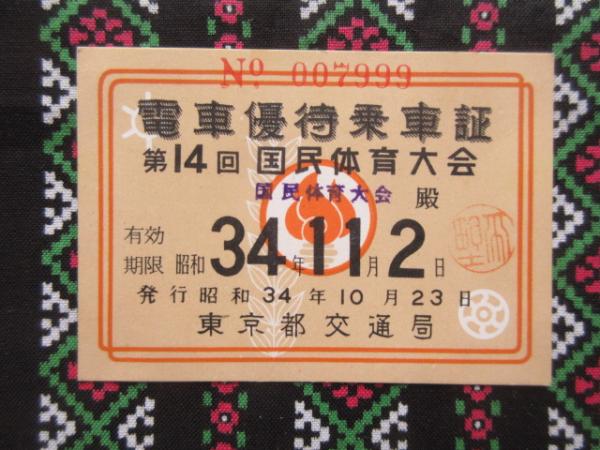 No. 007999
電車優待乗車証
第14回国民体育大会
国民体育大会 殿
有効期限 昭和34年11月2日
発行昭和34年10月23日
東京都交通局